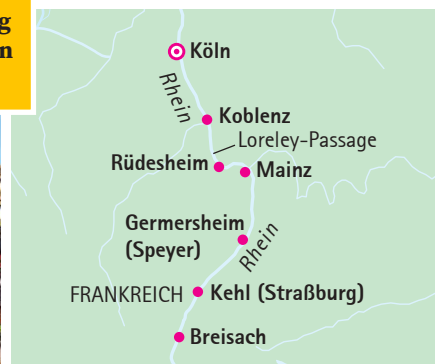 g
n
Köln
Rhein
Koblenz
Loreley-Passage
Rüdesheim
Mainz
Germersheim
(Speyer)
Rhein
FRANKREICH
Kehl (Straßburg)
Breisach